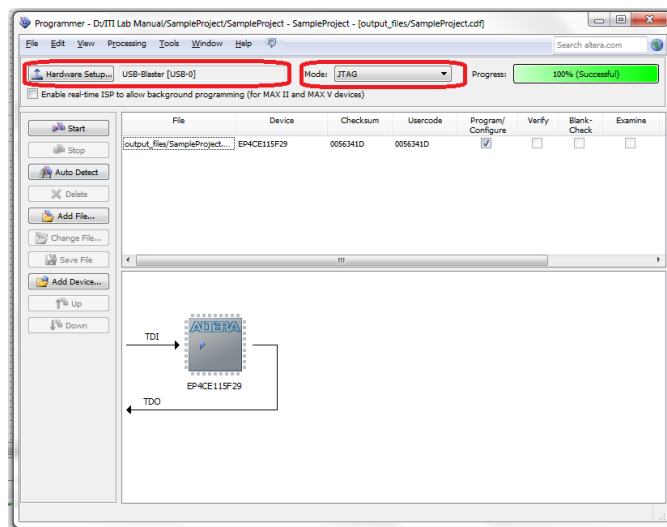 Programmer - D:/III Lab Manual/SampleProject/SampleProject - SampleProject - [output_files/SampleProject.cdf]
File Edit View Processing Tools Window Help Search altera.com
Hardware Setup... USB-Blaster [USB-0] Mode: JTAG Progress: 100% (Successful)
Enable real-time ISP to allow background programming (for MAX II and MAX V devices)
Start
Stop
Auto Detect
Delete
Add File...
Change File...
Save File
Add Device...
Up
Down
File Device Checksum Usercode Program/ Verify Blank- Examine
Configure Check
output_files/SampleProject.... EP4CE115F29 0056341D 0056341D
TDI
ALTERA
EP4CE115F29
TDO